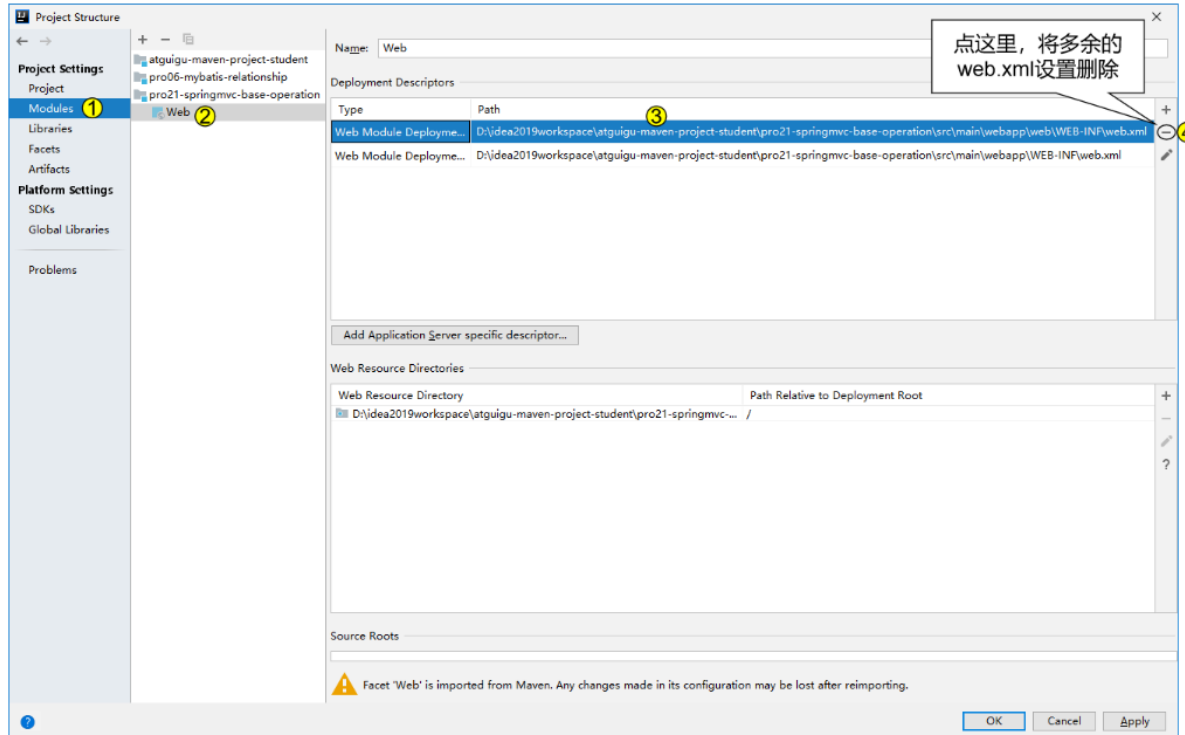 Project Structure
点这里，将多余的
web.xml设置删除
Project Settings
Project
Modules ①
Libraries
Facets
Artifacts
Platform Settings
SDKs
Global Libraries
Problems
atguigu-maven-project-student
pro06-mybatis-relationship
pro21-springmvc-base-operation
Web ②
Name: Web
Deployment Descriptors
Type Path
③
Web Module Deployme... D:\idea2019workspace\atguigu-maven-project-student\pro21-springmvc-base-operation\src\main\webapp\web\WEB-INF\web.xml
④
Web Module Deployme... D:\idea2019workspace\atguigu-maven-project-student\pro21-springmvc-base-operation\src\main\webapp\WEB-INF\web.xml
Add Application Server specific descriptor...
Web Resource Directories
Web Resource Directory Path Relative to Deployment Root
D:\idea2019workspace\atguigu-maven-project-student\pro21-springmvc-... /
Source Roots
Facet 'Web' is imported from Maven. Any changes made in its configuration may be lost after reimporting.
OK Cancel Apply